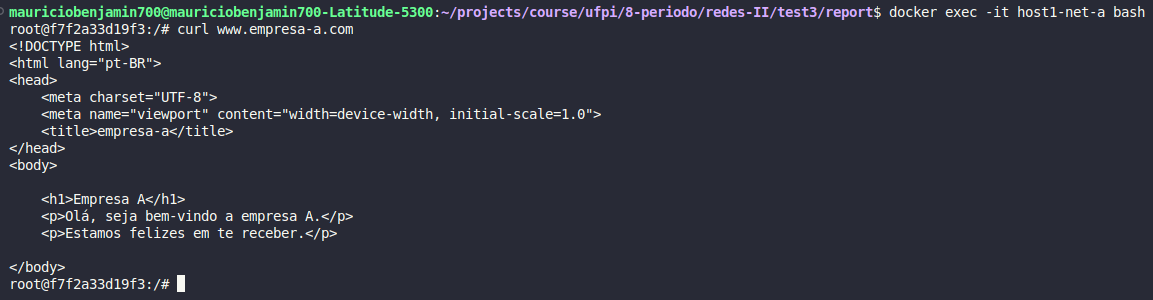 mauriciobenjamin700@mauriciobenjamin700-Latitude-5300:~/projects/course/ufpi/8-periodo/redes-II/test3/report$ docker exec -it host1-net-a bash
root@f7f2a33d19f3:/# curl www.empresa-a.com
<!DOCTYPE html>
<html lang="pt-BR">
<head>
    <meta charset="UTF-8">
    <meta name="viewport" content="width=device-width, initial-scale=1.0">
    <title>empresa-a</title>
</head>
<body>

    <h1>Empresa A</h1>
    <p>Olá, seja bem-vindo a empresa A.</p>
    <p>Estamos felizes em te receber.</p>

</body>
root@f7f2a33d19f3:/#